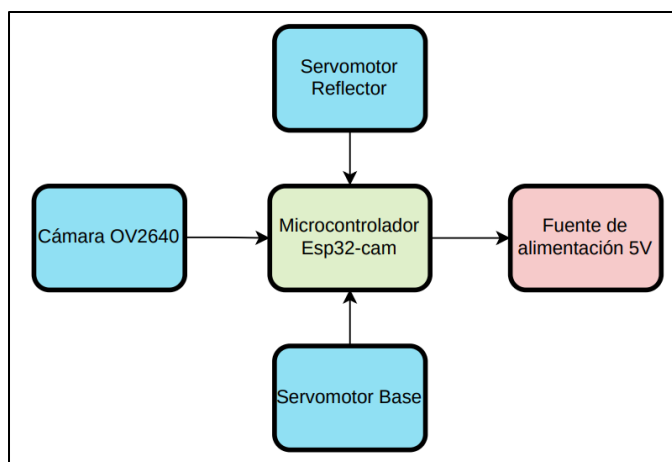 Servomotor
Reflector
Cámara OV2640
Microcontrolador
Esp32-cam
Fuente de
alimentación 5V
Servomotor Base